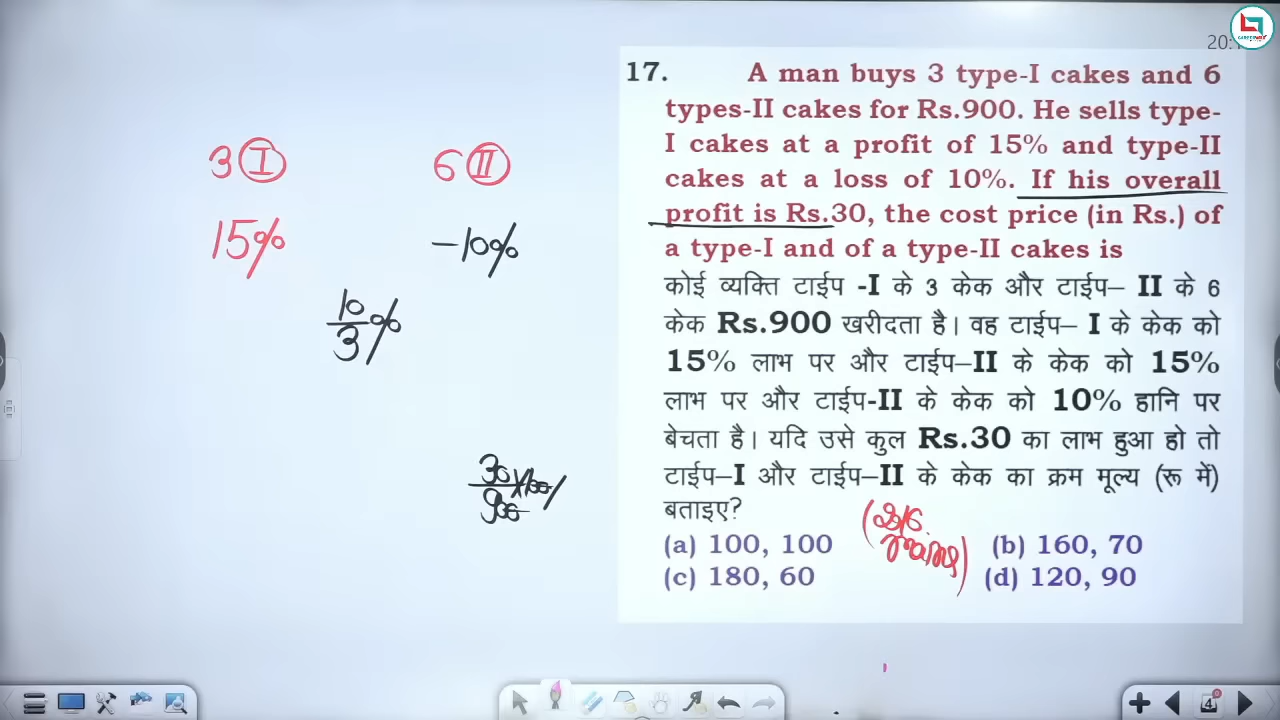 20:1
17. A man buys 3 type-I cakes and 6
types-II cakes for Rs.900. He sells type-
I cakes at a profit of 15% and type-II
cakes at a loss of 10%. If his overall
profit is Rs.30, the cost price (in Rs.) of
a type-I and of a type-II cakes is
कोई व्यक्ति टाईप -I के 3 केक और टाईप– II के 6
केक Rs.900 खरीदता है। वह टाईप– I के केक को
15% लाभ पर और टाईप–II के केक को 15%
लाभ पर और टाईप-II के केक को 10% हानि पर
बेचता है। यदि उसे कुल Rs.30 का लाभ हुआ हो तो
टाईप–I और टाईप–II के केक का क्रम मूल्य (रू में)
बताइए?
(a) 100, 100 (b) 160, 70
(c) 180, 60 (d) 120, 90
3 I 6 II
15% -10%
10/3 %
30/900 × 100
4